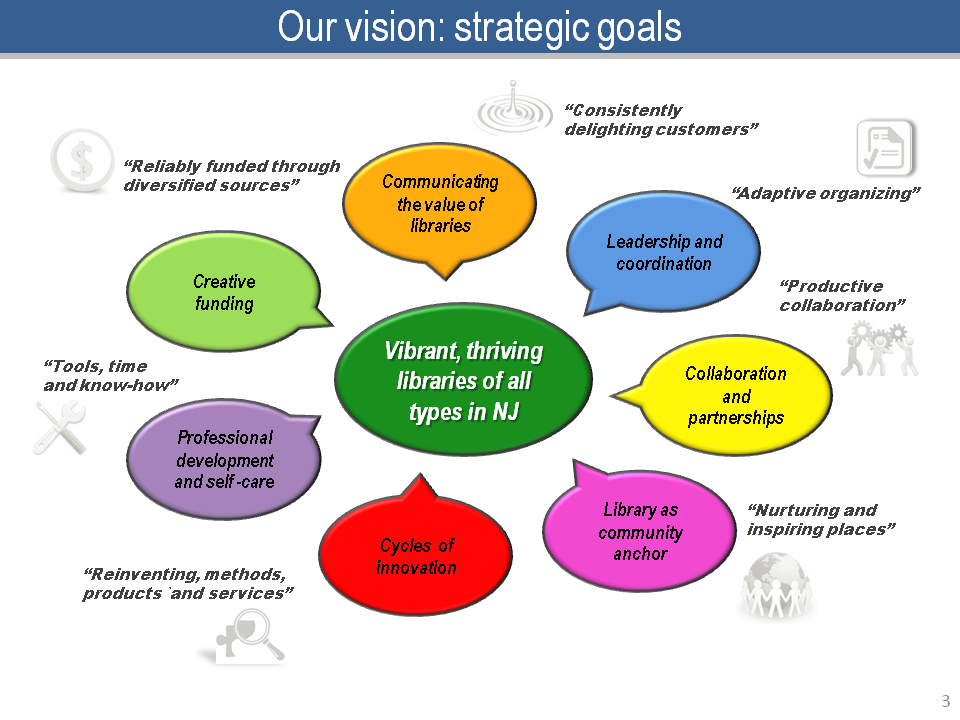 Our vision: strategic goals
“Consistently
delighting customers”
“Reliably funded through
diversified sources”
Communicating
the value of
libraries
“Adaptive organizing”
Leadership and
coordination
Creative
funding
“Productive
collaboration”
Vibrant, thriving
libraries of all
types in NJ
“Tools, time
and know-how”
Collaboration
and
partnerships
Professional
development
and self -care
Library as
community
anchor
“Nurturing and
inspiring places”
Cycles of
innovation
“Reinventing, methods,
products `and services”
$
3